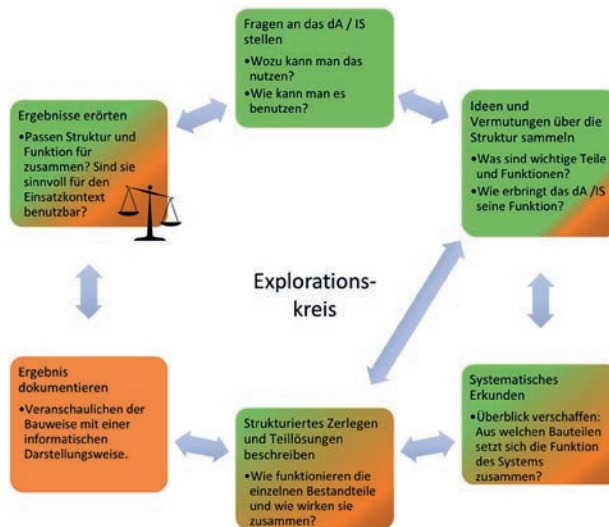 Fragen an das dA / IS
stellen
•Wozu kann man das
nutzen?
•Wie kann man es
benutzen?
Ideen und
Vermutungen über die
Struktur sammeln
•Was sind wichtige Teile
und Funktionen?
•Wie erbringt das dA /IS
seine Funktion?
Systematisches
Erkunden
•Überblick verschaffen:
Aus welchen Bauteilen
setzt sich die Funktion
des Systems
zusammen?
Strukturiertes Zerlegen
und Teillösungen
beschreiben
•Wie funktionieren die
einzelnen Bestandteile
und wie wirken sie
zusammen?
Ergebnis
dokumentieren
•Veranschaulichen der
Bauweise mit einer
informatischen
Darstellungsweise.
Ergebnisse erörten
•Passen Struktur und
Funktion für
zusammen? Sind sie
sinnvoll für den
Einsatzkontext
benutzbar?
Explorations-
kreis